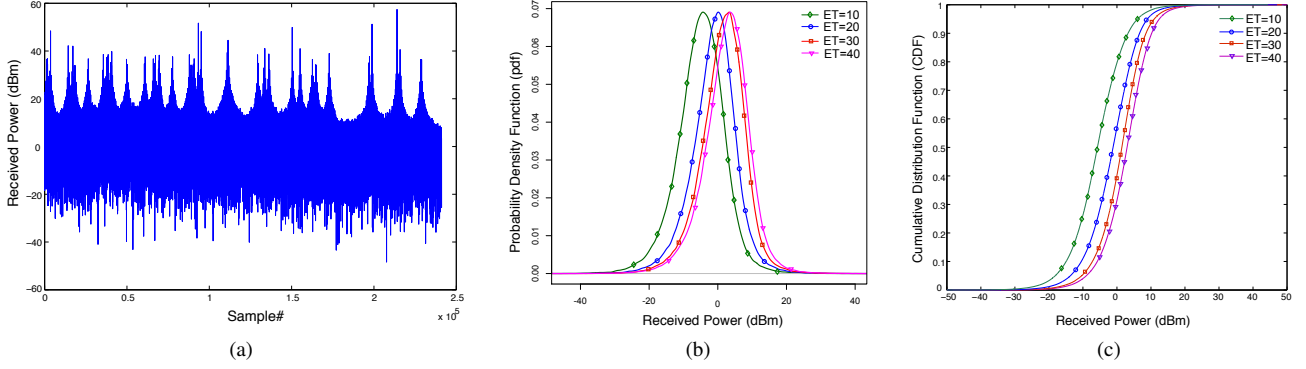 60
40
20
0
−20
−40
−60
0
0.5
1
1.5
2
2.5
x 10^5
Received Power (dBm)
Sample#
(a)
0.07
0.06
0.05
0.04
0.03
0.02
0.01
0.00
−40
−20
0
20
40
Probability Density Function (pdf)
Received Power (dBm)
ET=10
ET=20
ET=30
ET=40
(b)
1
0.9
0.8
0.7
0.6
0.5
0.4
0.3
0.2
0.1
0
−50
−40
−30
−20
−10
0
10
20
30
40
50
Cumulative Distribution Function (CDF)
Received Power (dBm)
ET=10
ET=20
ET=30
ET=40
(c)